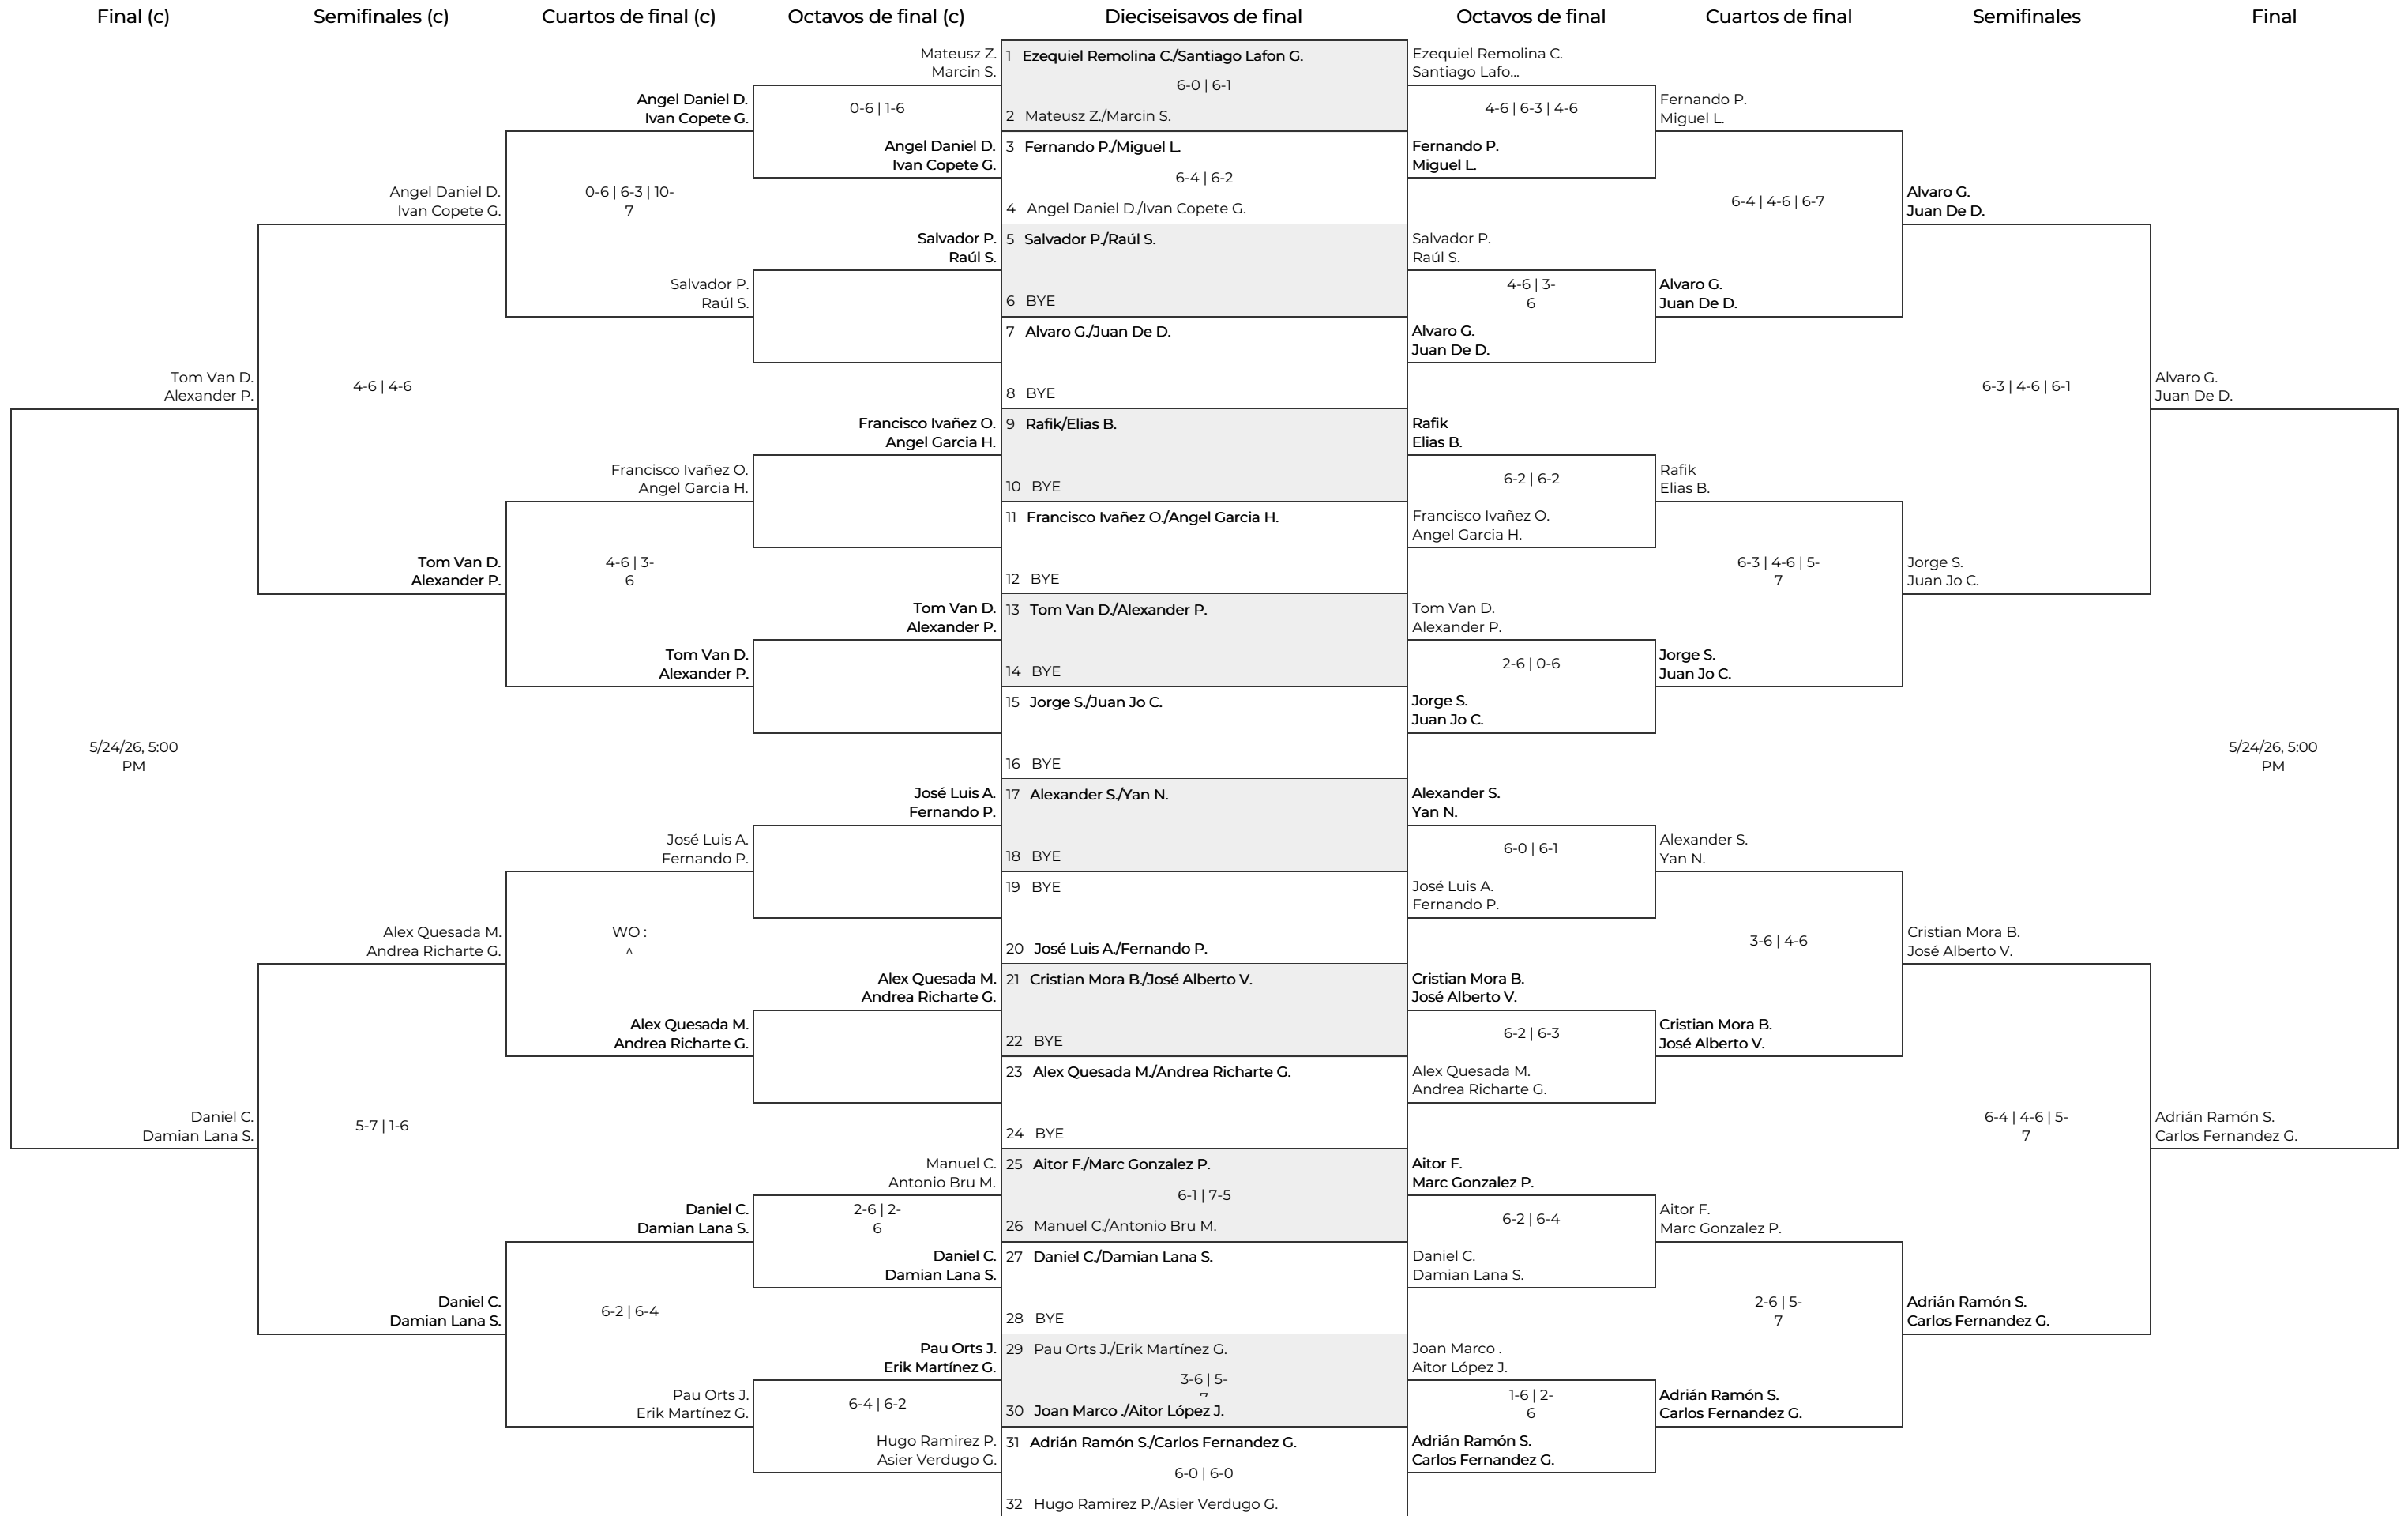 Final (c)
Semifinales (c)
Cuartos de final (c)
Octavos de final (c)
Dieciseisavos de final
Octavos de final
Cuartos de final
Semifinales
Final
Tom Van D.
Alexander P.
5/24/26, 5:00
PM
Daniel C.
Damian Lana S.
Angel Daniel D.
Ivan Copete G.
4-6 | 4-6
Tom Van D.
Alexander P.
Alex Quesada M.
Andrea Richarte G.
5-7 | 1-6
Daniel C.
Damian Lana S.
Angel Daniel D.
Ivan Copete G.
0-6 | 6-3 | 10-
7
Salvador P.
Raúl S.
Francisco Ivañez O.
Angel Garcia H.
4-6 | 3-
6
Tom Van D.
Alexander P.
José Luis A.
Fernando P.
WO :
^
Alex Quesada M.
Andrea Richarte G.
Daniel C.
Damian Lana S.
6-2 | 6-4
Pau Orts J.
Erik Martínez G.
Mateusz Z.
Marcin S.
0-6 | 1-6
Angel Daniel D.
Ivan Copete G.
Salvador P.
Raúl S.
Francisco Ivañez O.
Angel Garcia H.
Tom Van D.
Alexander P.
José Luis A.
Fernando P.
Alex Quesada M.
Andrea Richarte G.
Manuel C.
Antonio Bru M.
2-6 | 2-
6
Daniel C.
Damian Lana S.
Pau Orts J.
Erik Martínez G.
6-4 | 6-2
Hugo Ramirez P.
Asier Verdugo G.
1 Ezequiel Remolina C./Santiago Lafon G.
6-0 | 6-1
2 Mateusz Z./Marcin S.
3 Fernando P./Miguel L.
6-4 | 6-2
4 Angel Daniel D./Ivan Copete G.
5 Salvador P./Raúl S.
6 BYE
7 Alvaro G./Juan De D.
8 BYE
9 Rafik/Elias B.
10 BYE
11 Francisco Ivañez O./Angel Garcia H.
12 BYE
13 Tom Van D./Alexander P.
14 BYE
15 Jorge S./Juan Jo C.
16 BYE
17 Alexander S./Yan N.
18 BYE
19 BYE
20 José Luis A./Fernando P.
21 Cristian Mora B./José Alberto V.
22 BYE
23 Alex Quesada M./Andrea Richarte G.
24 BYE
25 Aitor F./Marc Gonzalez P.
6-1 | 7-5
26 Manuel C./Antonio Bru M.
27 Daniel C./Damian Lana S.
28 BYE
29 Pau Orts J./Erik Martínez G.
3-6 | 5-
7
30 Joan Marco ./Aitor López J.
31 Adrián Ramón S./Carlos Fernandez G.
6-0 | 6-0
32 Hugo Ramirez P./Asier Verdugo G.
Ezequiel Remolina C.
Santiago Lafo...
4-6 | 6-3 | 4-6
Fernando P.
Miguel L.
Salvador P.
Raúl S.
4-6 | 3-
6
Alvaro G.
Juan De D.
Rafik
Elias B.
6-2 | 6-2
Francisco Ivañez O.
Angel Garcia H.
Tom Van D.
Alexander P.
2-6 | 0-6
Jorge S.
Juan Jo C.
Alexander S.
Yan N.
6-0 | 6-1
José Luis A.
Fernando P.
Cristian Mora B.
José Alberto V.
6-2 | 6-3
Alex Quesada M.
Andrea Richarte G.
Aitor F.
Marc Gonzalez P.
6-2 | 6-4
Daniel C.
Damian Lana S.
Joan Marco .
Aitor López J.
1-6 | 2-
6
Adrián Ramón S.
Carlos Fernandez G.
Fernando P.
Miguel L.
6-4 | 4-6 | 6-7
Alvaro G.
Juan De D.
Rafik
Elias B.
6-3 | 4-6 | 5-
7
Jorge S.
Juan Jo C.
Alexander S.
Yan N.
3-6 | 4-6
Cristian Mora B.
José Alberto V.
Aitor F.
Marc Gonzalez P.
2-6 | 5-
7
Adrián Ramón S.
Carlos Fernandez G.
Alvaro G.
Juan De D.
6-3 | 4-6 | 6-1
Jorge S.
Juan Jo C.
Cristian Mora B.
José Alberto V.
6-4 | 4-6 | 5-
7
Adrián Ramón S.
Carlos Fernandez G.
Alvaro G.
Juan De D.
5/24/26, 5:00
PM
Adrián Ramón S.
Carlos Fernandez G.